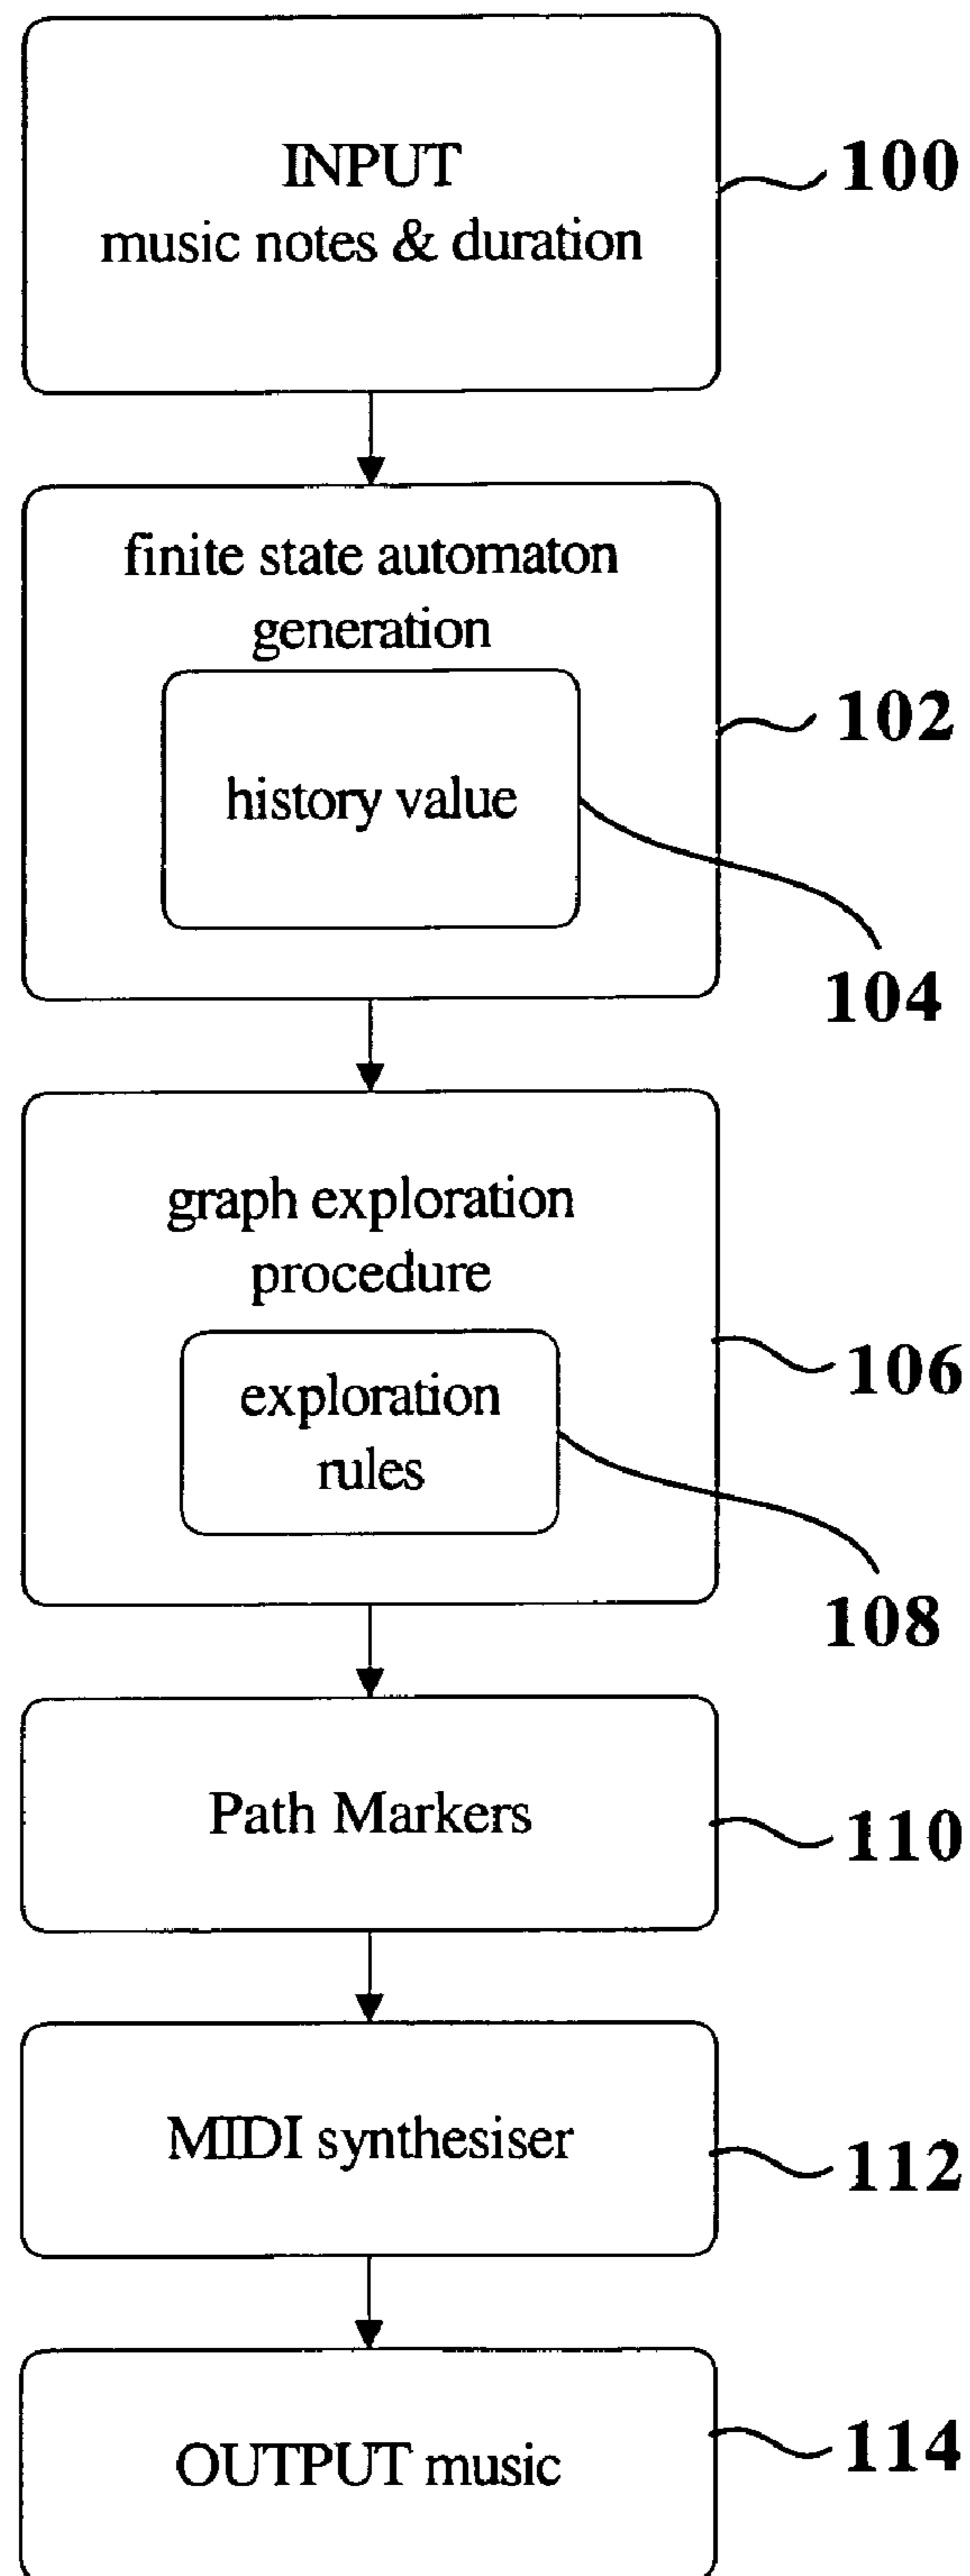 INPUT
music notes & duration
100
finite state automaton
generation
102
history value
104
graph exploration
procedure
106
exploration
rules
108
Path Markers
110
MIDI synthesiser
112
OUTPUT music
114